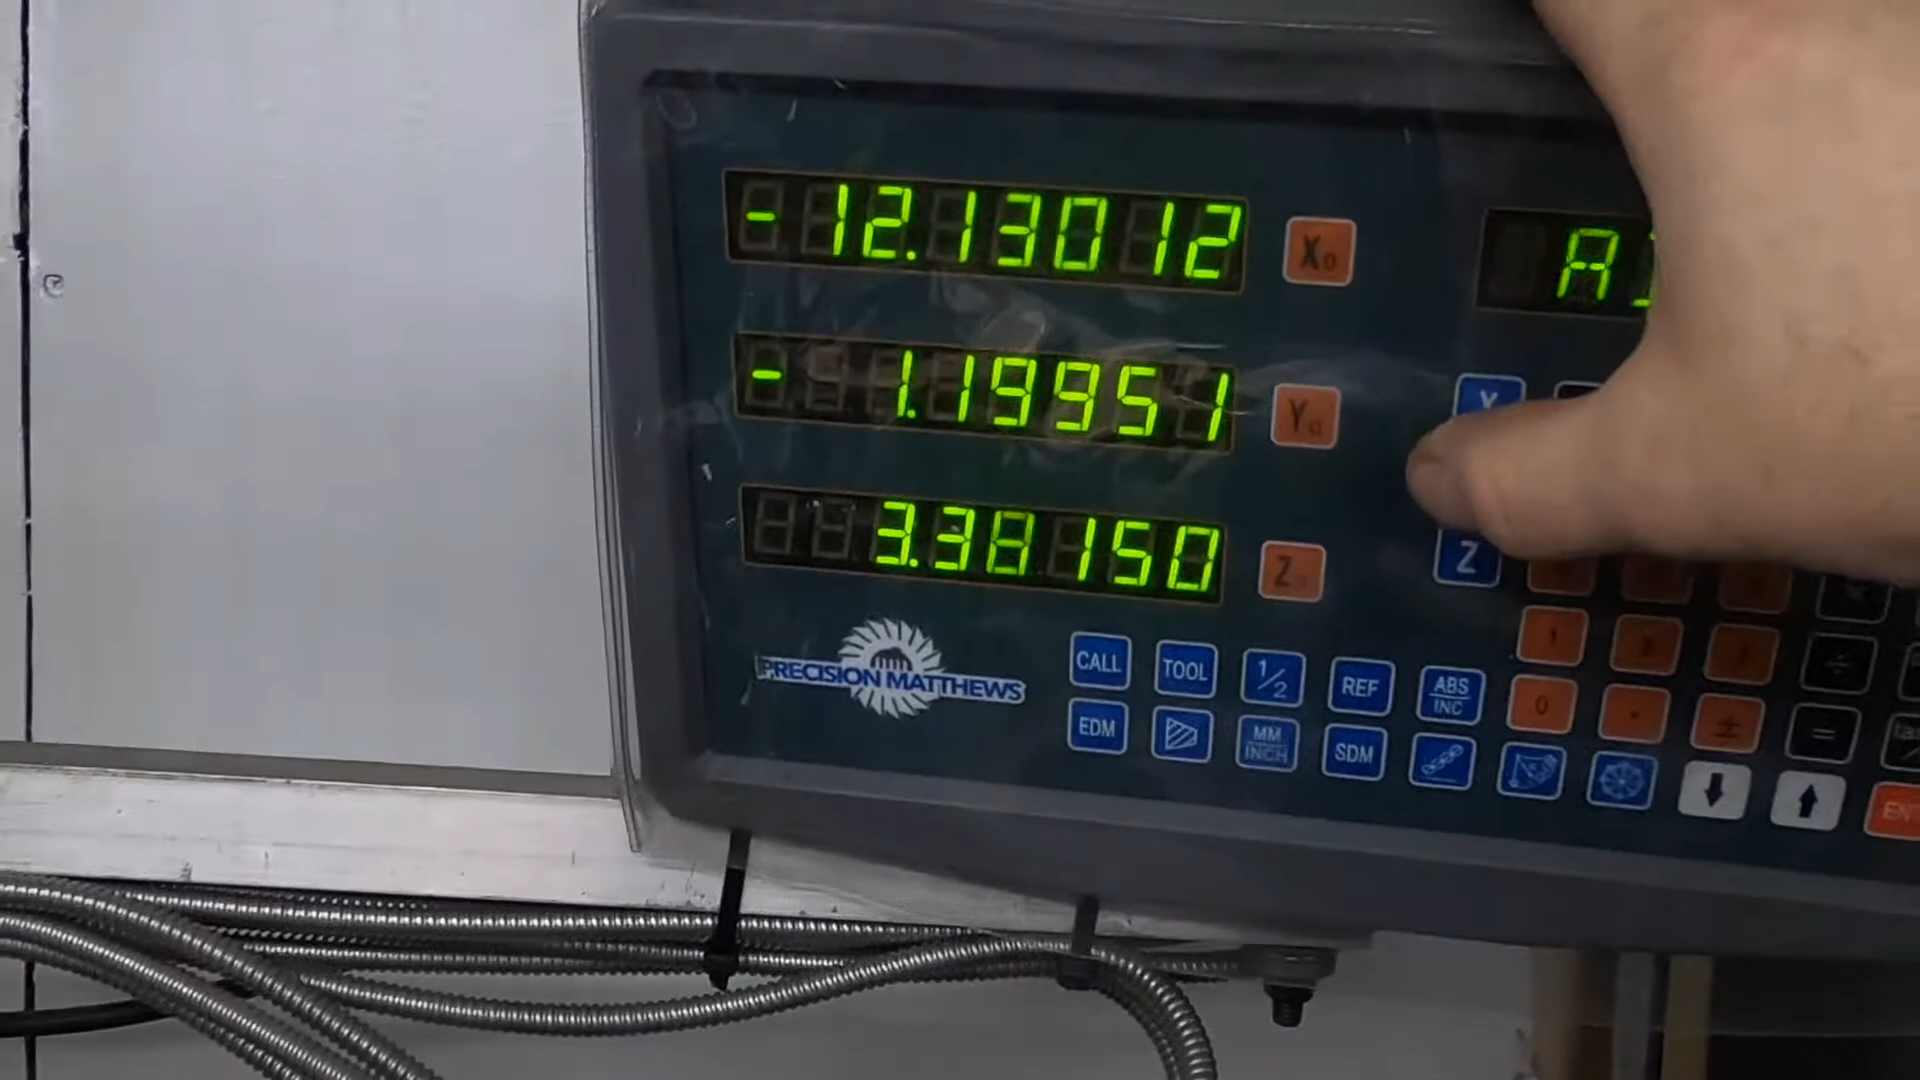 -12.13012 X₀ A
-1.19951 Y₀
3.38150 Z₀ Z
PRECISION MATTHEWS
CALL TOOL 1/2 REF ABS/INC 1 ÷
0 . ± =
EDM MM/INCH SDM